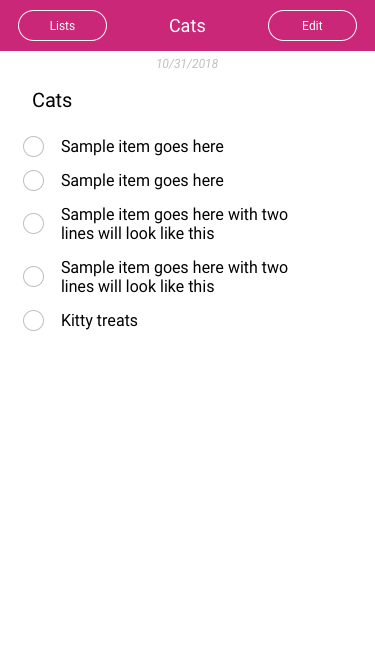 Lists Cats Edit
10/31/2018
Cats
Sample item goes here
Sample item goes here
Sample item goes here with two
lines will look like this
Sample item goes here with two
lines will look like this
Kitty treats